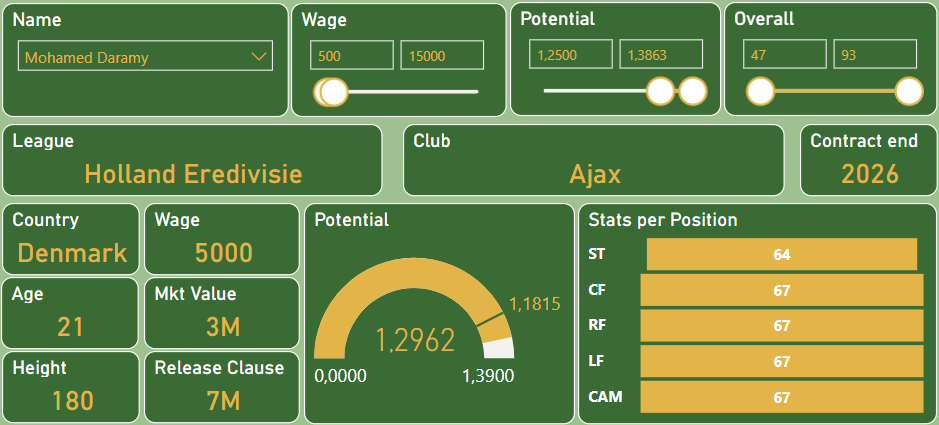 Name
Mohamed Daramy
Wage
500 15000
Potential
1,2500 1,3863
Overall
47 93
League
Holland Eredivisie
Club
Ajax
Contract end
2026
Country
Denmark
Wage
5000
Age
21
Mkt Value
3M
Height
180
Release Clause
7M
Potential
1,1815
1,2962
0,0000 1,3900
Stats per Position
ST 64
CF 67
RF 67
LF 67
CAM 67